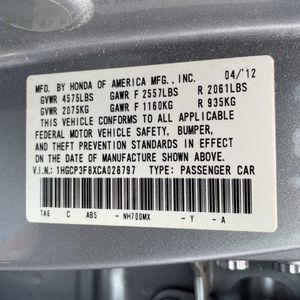 MFD. BY HONDA OF AMERICA MFG., INC. 04/'12
GVWR 4575LBS GAWR F 2557LBS R 2061LBS
GVWR 2075KG GAWR F 1160KG R 935KG
THIS VEHICLE CONFORMS TO ALL APPLICABLE
FEDERAL MOTOR VEHICLE SAFETY, BUMPER,
AND THEFT PREVENTION STANDARDS IN EFFECT
ON THE DATE OF MANUFACTURE SHOWN ABOVE.
V.I.N.: 1HGCP3F8XCA028797 TYPE: PASSENGER CAR
TA6 C AB5 - NH700MX - Y - A